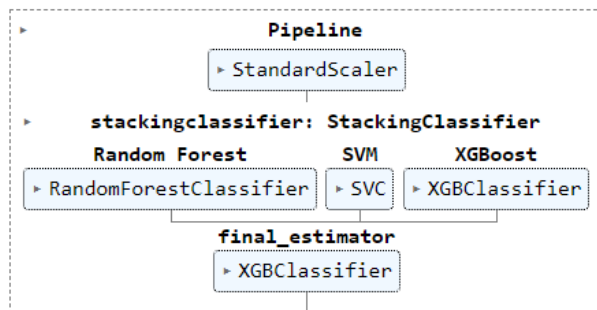 Pipeline
StandardScaler
stackingclassifier: StackingClassifier
Random Forest SVM XGBoost
RandomForestClassifier SVC XGBClassifier
final_estimator
XGBClassifier